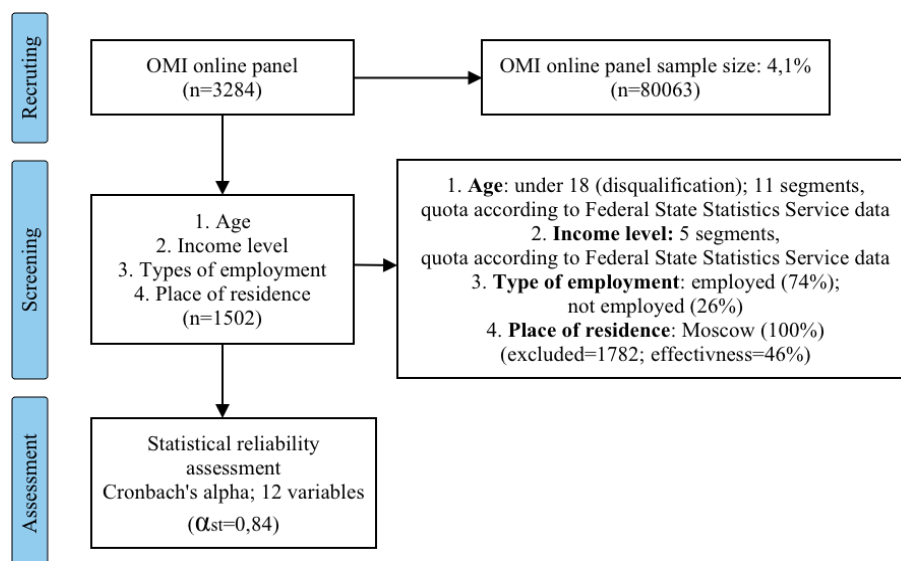 Recruting
OMI online panel
(n=3284)
OMI online panel sample size: 4,1%
(n=80063)
Screening
1. Age
2. Income level
3. Types of employment
4. Place of residence
(n=1502)
1. Age: under 18 (disqualification); 11 segments,
quota according to Federal State Statistics Service data
2. Income level: 5 segments,
quota according to Federal State Statistics Service data
3. Type of employment: employed (74%);
not employed (26%)
4. Place of residence: Moscow (100%)
(excluded=1782; effectivness=46%)
Assessment
Statistical reliability
assessment
Cronbach's alpha; 12 variables
(αst=0,84)